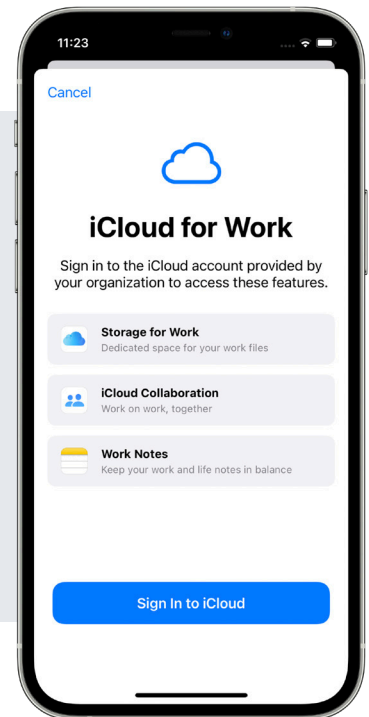 11:23
Cancel
iCloud for Work
Sign in to the iCloud account provided by
your organization to access these features.
Storage for Work
Dedicated space for your work files
iCloud Collaboration
Work on work, together
Work Notes
Keep your work and life notes in balance
Sign In to iCloud